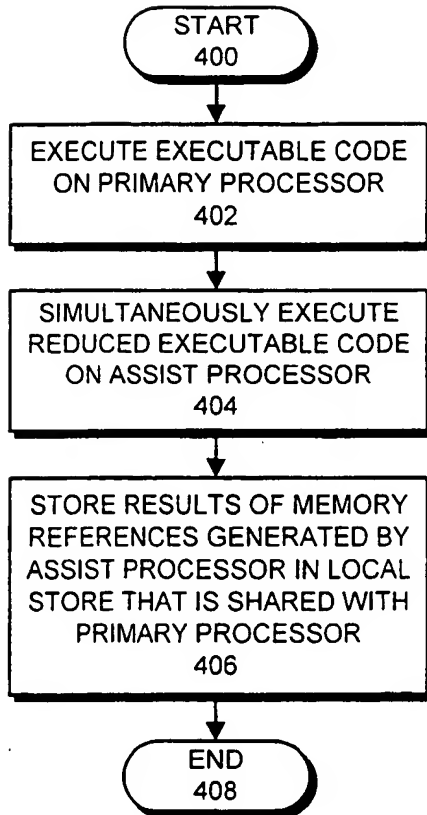 START
400
EXECUTE EXECUTABLE CODE
ON PRIMARY PROCESSOR
402
SIMULTANEOUSLY EXECUTE
REDUCED EXECUTABLE CODE
ON ASSIST PROCESSOR
404
STORE RESULTS OF MEMORY
REFERENCES GENERATED BY
ASSIST PROCESSOR IN LOCAL
STORE THAT IS SHARED WITH
PRIMARY PROCESSOR
406
END
408